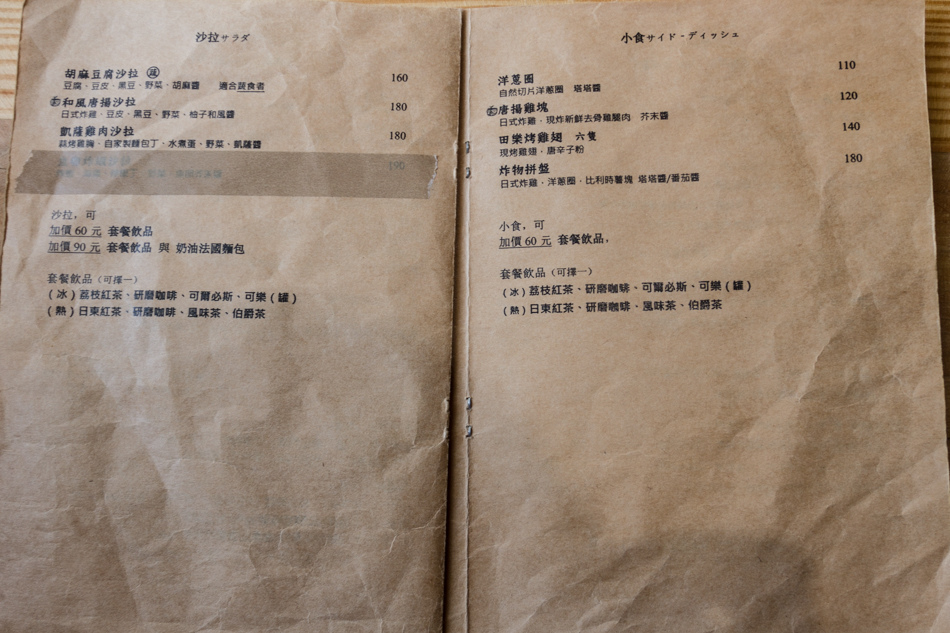 沙拉サラダ
胡麻豆腐沙拉 蔬 160
豆腐、豆皮、黑豆、野菜、胡麻醬 適合蔬食者
和風唐揚沙拉 180
日式炸雞、豆皮、黑豆、野菜、柚子和風醬
凱薩雞肉沙拉 180
蒜烤雞胸、自家製麵包丁、水煮蛋、野菜、凱薩醬
190
沙拉，可
加價60元 套餐飲品
加價90元 套餐飲品 與 奶油法國麵包
套餐飲品（可擇一）
（冰）荔枝紅茶、研磨咖啡、可爾必斯、可樂（罐）
（熱）日東紅茶、研磨咖啡、風味茶、伯爵茶
小食サイド‐ディッシュ
洋蔥圈 110
自然切片洋蔥圈 塔塔醬
唐揚雞塊 120
日式炸雞．現炸新鮮去骨雞腿肉 芥末醬
田樂烤雞翅 六隻 140
現烤雞翅．唐辛子粉
炸物拼盤 180
日式炸雞．洋蔥圈．比利時薯塊 塔塔醬/番茄醬
小食，可
加價60元 套餐飲品，
套餐飲品（可擇一）
（冰）荔枝紅茶、研磨咖啡、可爾必斯、可樂（罐）
（熱）日東紅茶、研磨咖啡、風味茶、伯爵茶